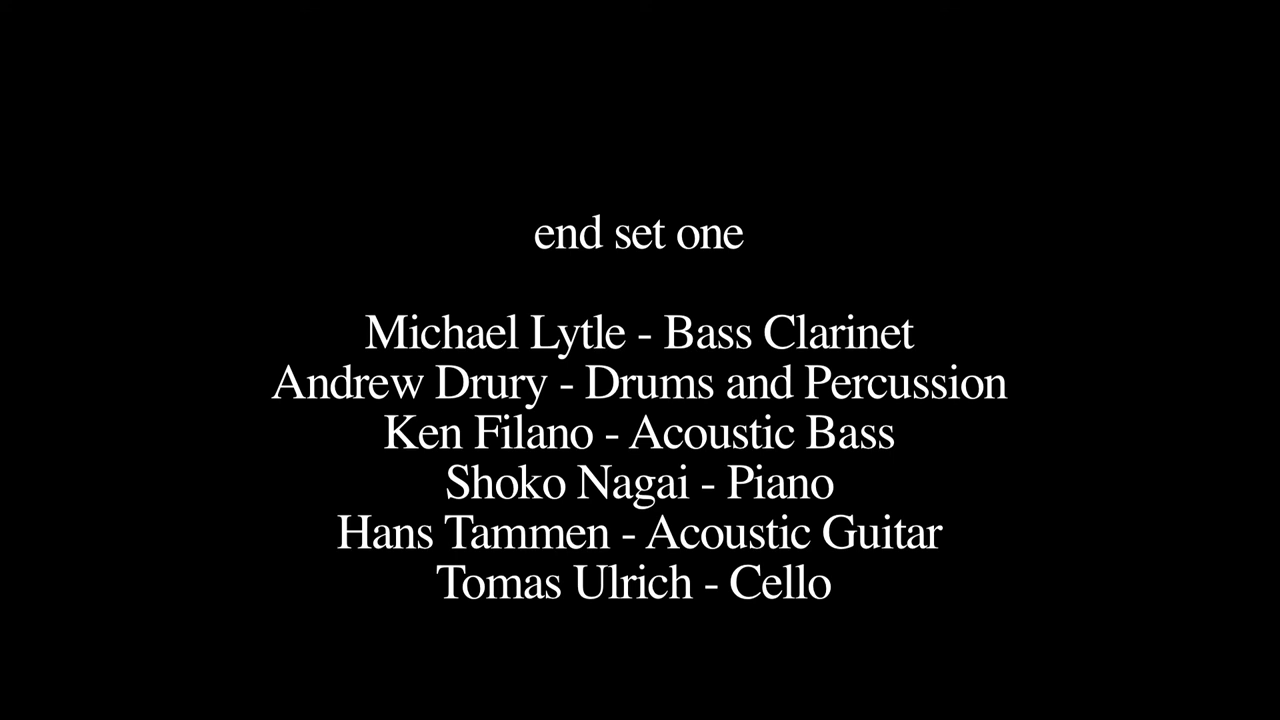 end set one
Michael Lytle - Bass Clarinet
Andrew Drury - Drums and Percussion
Ken Filano - Acoustic Bass
Shoko Nagai - Piano
Hans Tammen - Acoustic Guitar
Tomas Ulrich - Cello